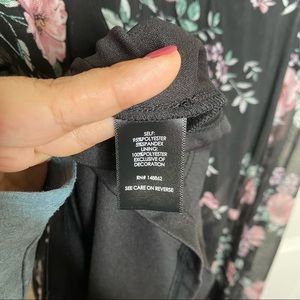 SELF:
95%POLYESTER
5%SPANDEX
LINING:
100%POLYESTER
EXCLUSIVE OF
DECORATION
RN# 148862
SEE CARE ON REVERSE